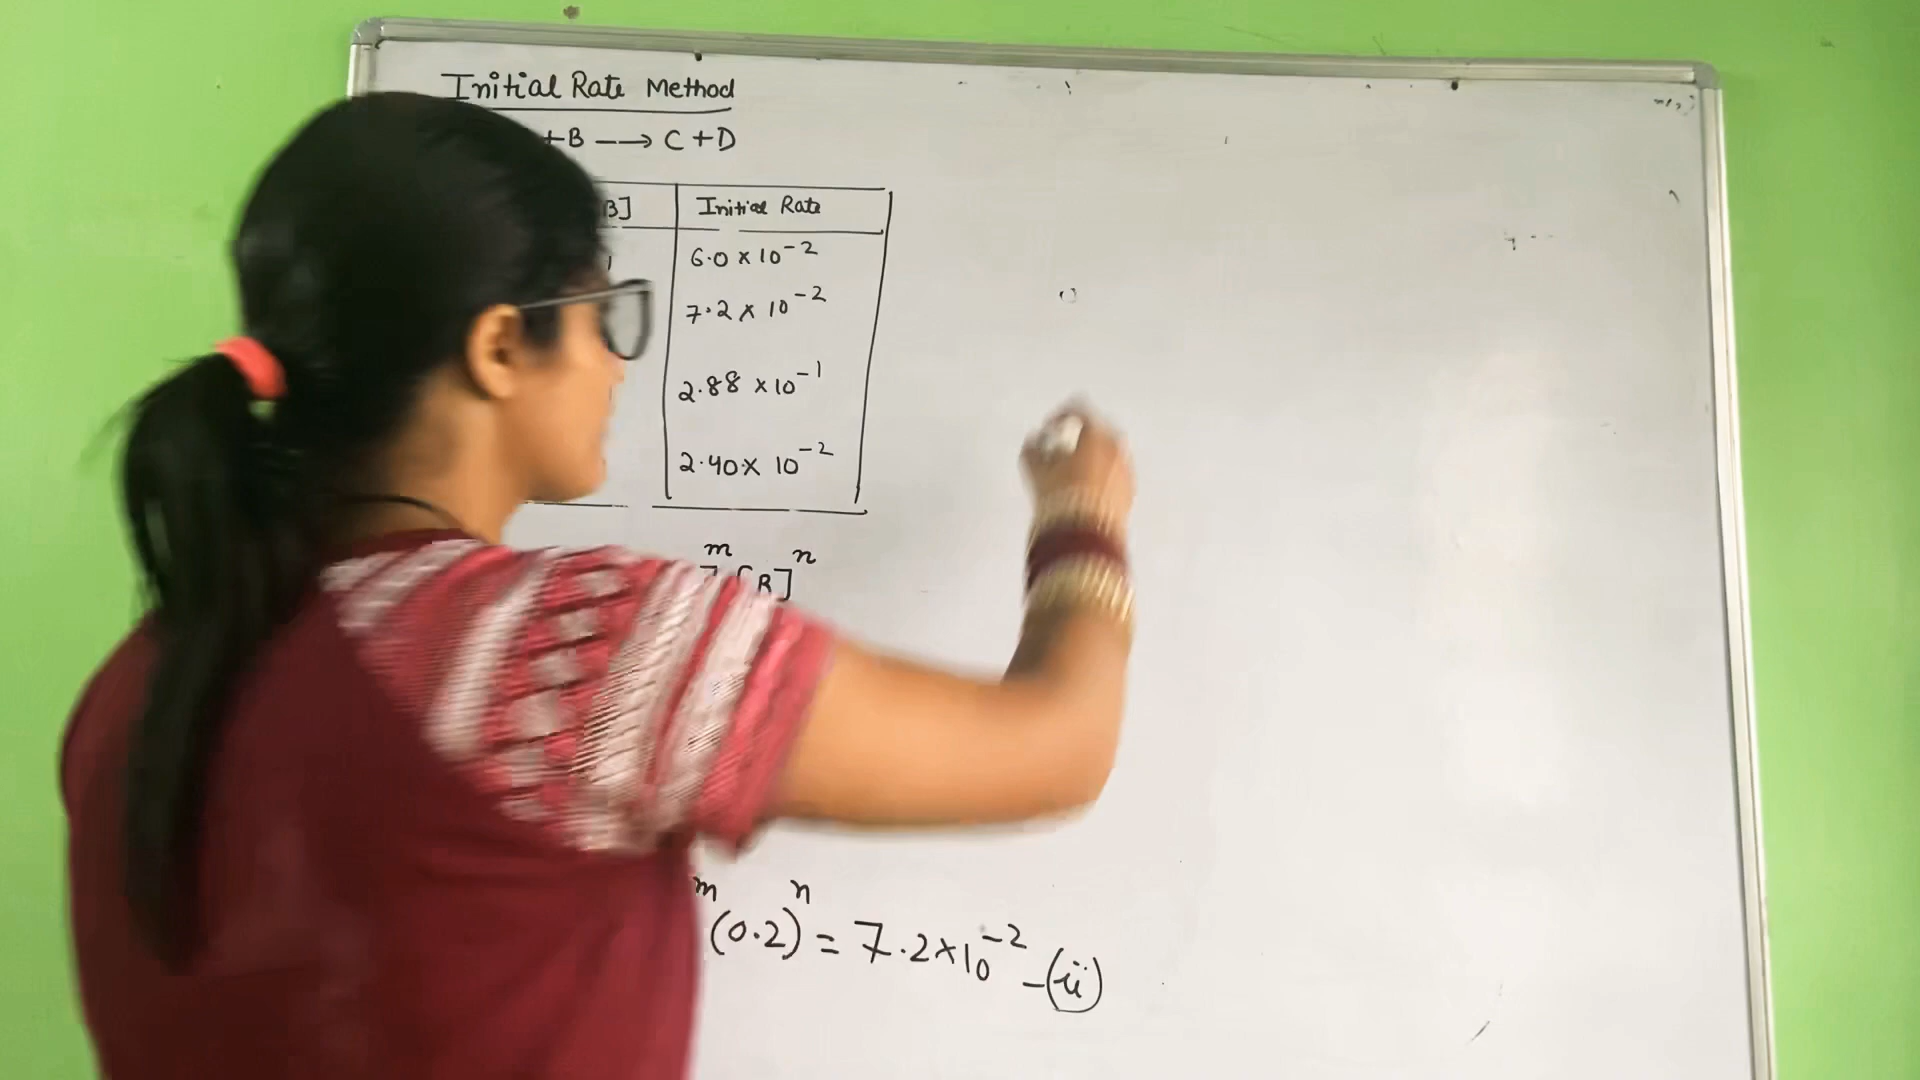 Initial Rate Method
+B → C + D
B] Initial Rate
1 6.0 × 10⁻²
7.2 × 10⁻²
2.88 × 10⁻¹
2.40 × 10⁻²
]ᵐ [B]ⁿ
ᵐ (0.2)ⁿ = 7.2 × 10⁻² - (ii)